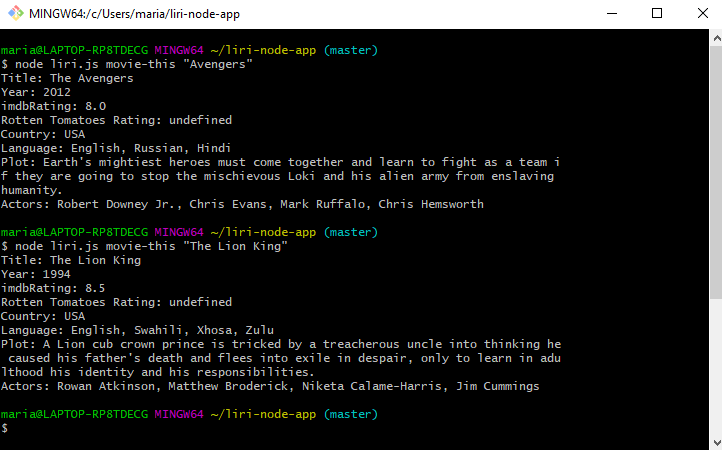 MINGW64:/c/Users/maria/liri-node-app
maria@LAPTOP-RP8TDECG MINGW64 ~/liri-node-app (master)
$ node liri.js movie-this "Avengers"
Title: The Avengers
Year: 2012
imdbRating: 8.0
Rotten Tomatoes Rating: undefined
Country: USA
Language: English, Russian, Hindi
Plot: Earth's mightiest heroes must come together and learn to fight as a team i
f they are going to stop the mischievous Loki and his alien army from enslaving
humanity.
Actors: Robert Downey Jr., Chris Evans, Mark Ruffalo, Chris Hemsworth
maria@LAPTOP-RP8TDECG MINGW64 ~/liri-node-app (master)
$ node liri.js movie-this "The Lion King"
Title: The Lion King
Year: 1994
imdbRating: 8.5
Rotten Tomatoes Rating: undefined
Country: USA
Language: English, Swahili, Xhosa, Zulu
Plot: A Lion cub crown prince is tricked by a treacherous uncle into thinking he
 caused his father's death and flees into exile in despair, only to learn in adu
lthood his identity and his responsibilities.
Actors: Rowan Atkinson, Matthew Broderick, Niketa Calame-Harris, Jim Cummings
maria@LAPTOP-RP8TDECG MINGW64 ~/liri-node-app (master)
$